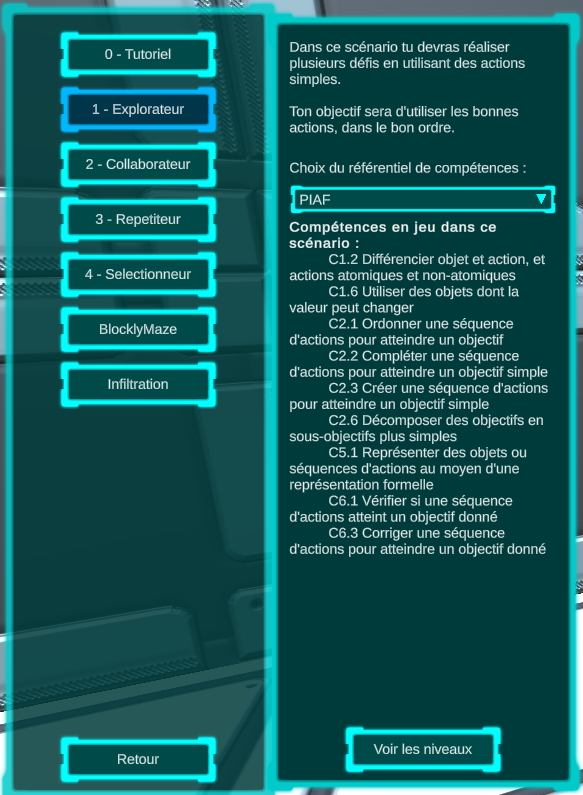 0 - Tutoriel
1 - Explorateur
2 - Collaborateur
3 - Repetiteur
4 - Selectionneur
BlocklyMaze
Infiltration
Retour
Dans ce scénario tu devras réaliser
plusieurs défis en utilisant des actions
simples.
Ton objectif sera d'utiliser les bonnes
actions, dans le bon ordre.
Choix du référentiel de compétences :
PIAF
Compétences en jeu dans ce
scénario :
C1.2 Différencier objet et action, et
actions atomiques et non-atomiques
C1.6 Utiliser des objets dont la
valeur peut changer
C2.1 Ordonner une séquence
d'actions pour atteindre un objectif
C2.2 Compléter une séquence
d'actions pour atteindre un objectif simple
C2.3 Créer une séquence d'actions
pour atteindre un objectif simple
C2.6 Décomposer des objectifs en
sous-objectifs plus simples
C5.1 Représenter des objets ou
séquences d'actions au moyen d'une
représentation formelle
C6.1 Vérifier si une séquence
d'actions atteint un objectif donné
C6.3 Corriger une séquence
d'actions pour atteindre un objectif donné
Voir les niveaux